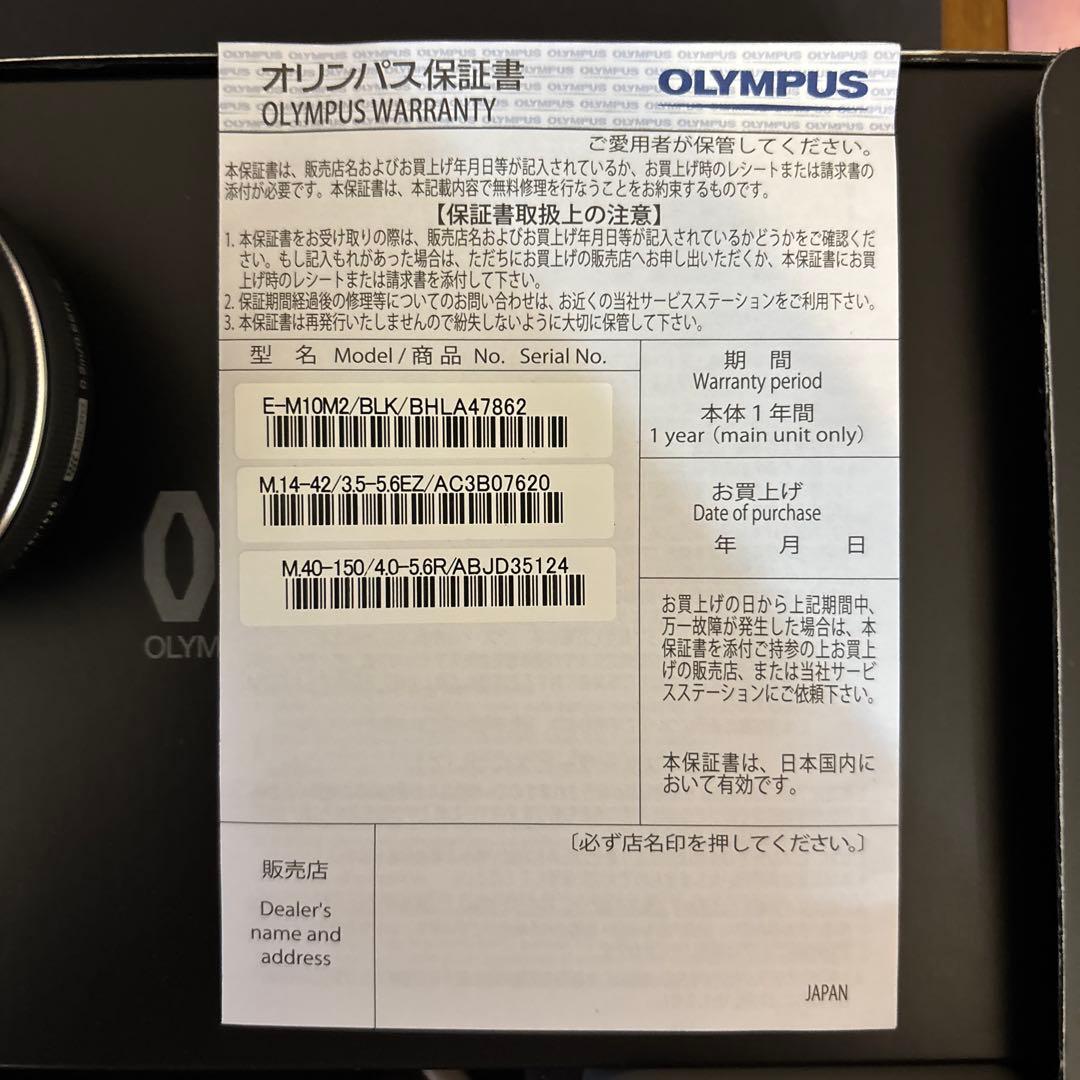 オリンパス保証書
OLYMPUS WARRANTY
OLYMPUS
ご愛用者が保管してください。
本保証書は、販売店名およびお買上げ年月日等が記入されているか、お買上げ時のレシートまたは請求書の
添付が必要です。本保証書は、本記載内容で無料修理を行なうことをお約束するものです。
【保証書取扱上の注意】
1. 本保証書をお受け取りの際は、販売店名およびお買上げ年月日等が記入されているかどうかをご確認くだ
さい。もし記入もれがあった場合は、ただちにお買上げの販売店へお申し出いただくか、本保証書にお買
上げ時のレシートまたは請求書を添付して下さい。
2. 保証期間経過後の修理等についてのお問い合わせは、お近くの当社サービスステーションをご利用下さい。
3. 本保証書は再発行いたしませんので紛失しないように大切に保管して下さい。
型 名 Model / 商品 No. Serial No.
E-M10M2/BLK/BHLA47862
M.14-42/3.5-5.6EZ/AC3B07620
M.40-150/4.0-5.6R/ABJD35124
期 間
Warranty period
本体 1 年間
1 year (main unit only)
お買上げ
Date of purchase
年 月 日
お買上げの日から上記期間中、
万一故障が発生した場合は、本
保証書を添付ご持参の上お買上
げの販売店、または当社サービ
スステーションにご依頼下さい。
本保証書は、日本国内に
おいて有効です。
販売店
Dealer's
name and
address
〔必ず店名印を押してください。〕
JAPAN
OLYM